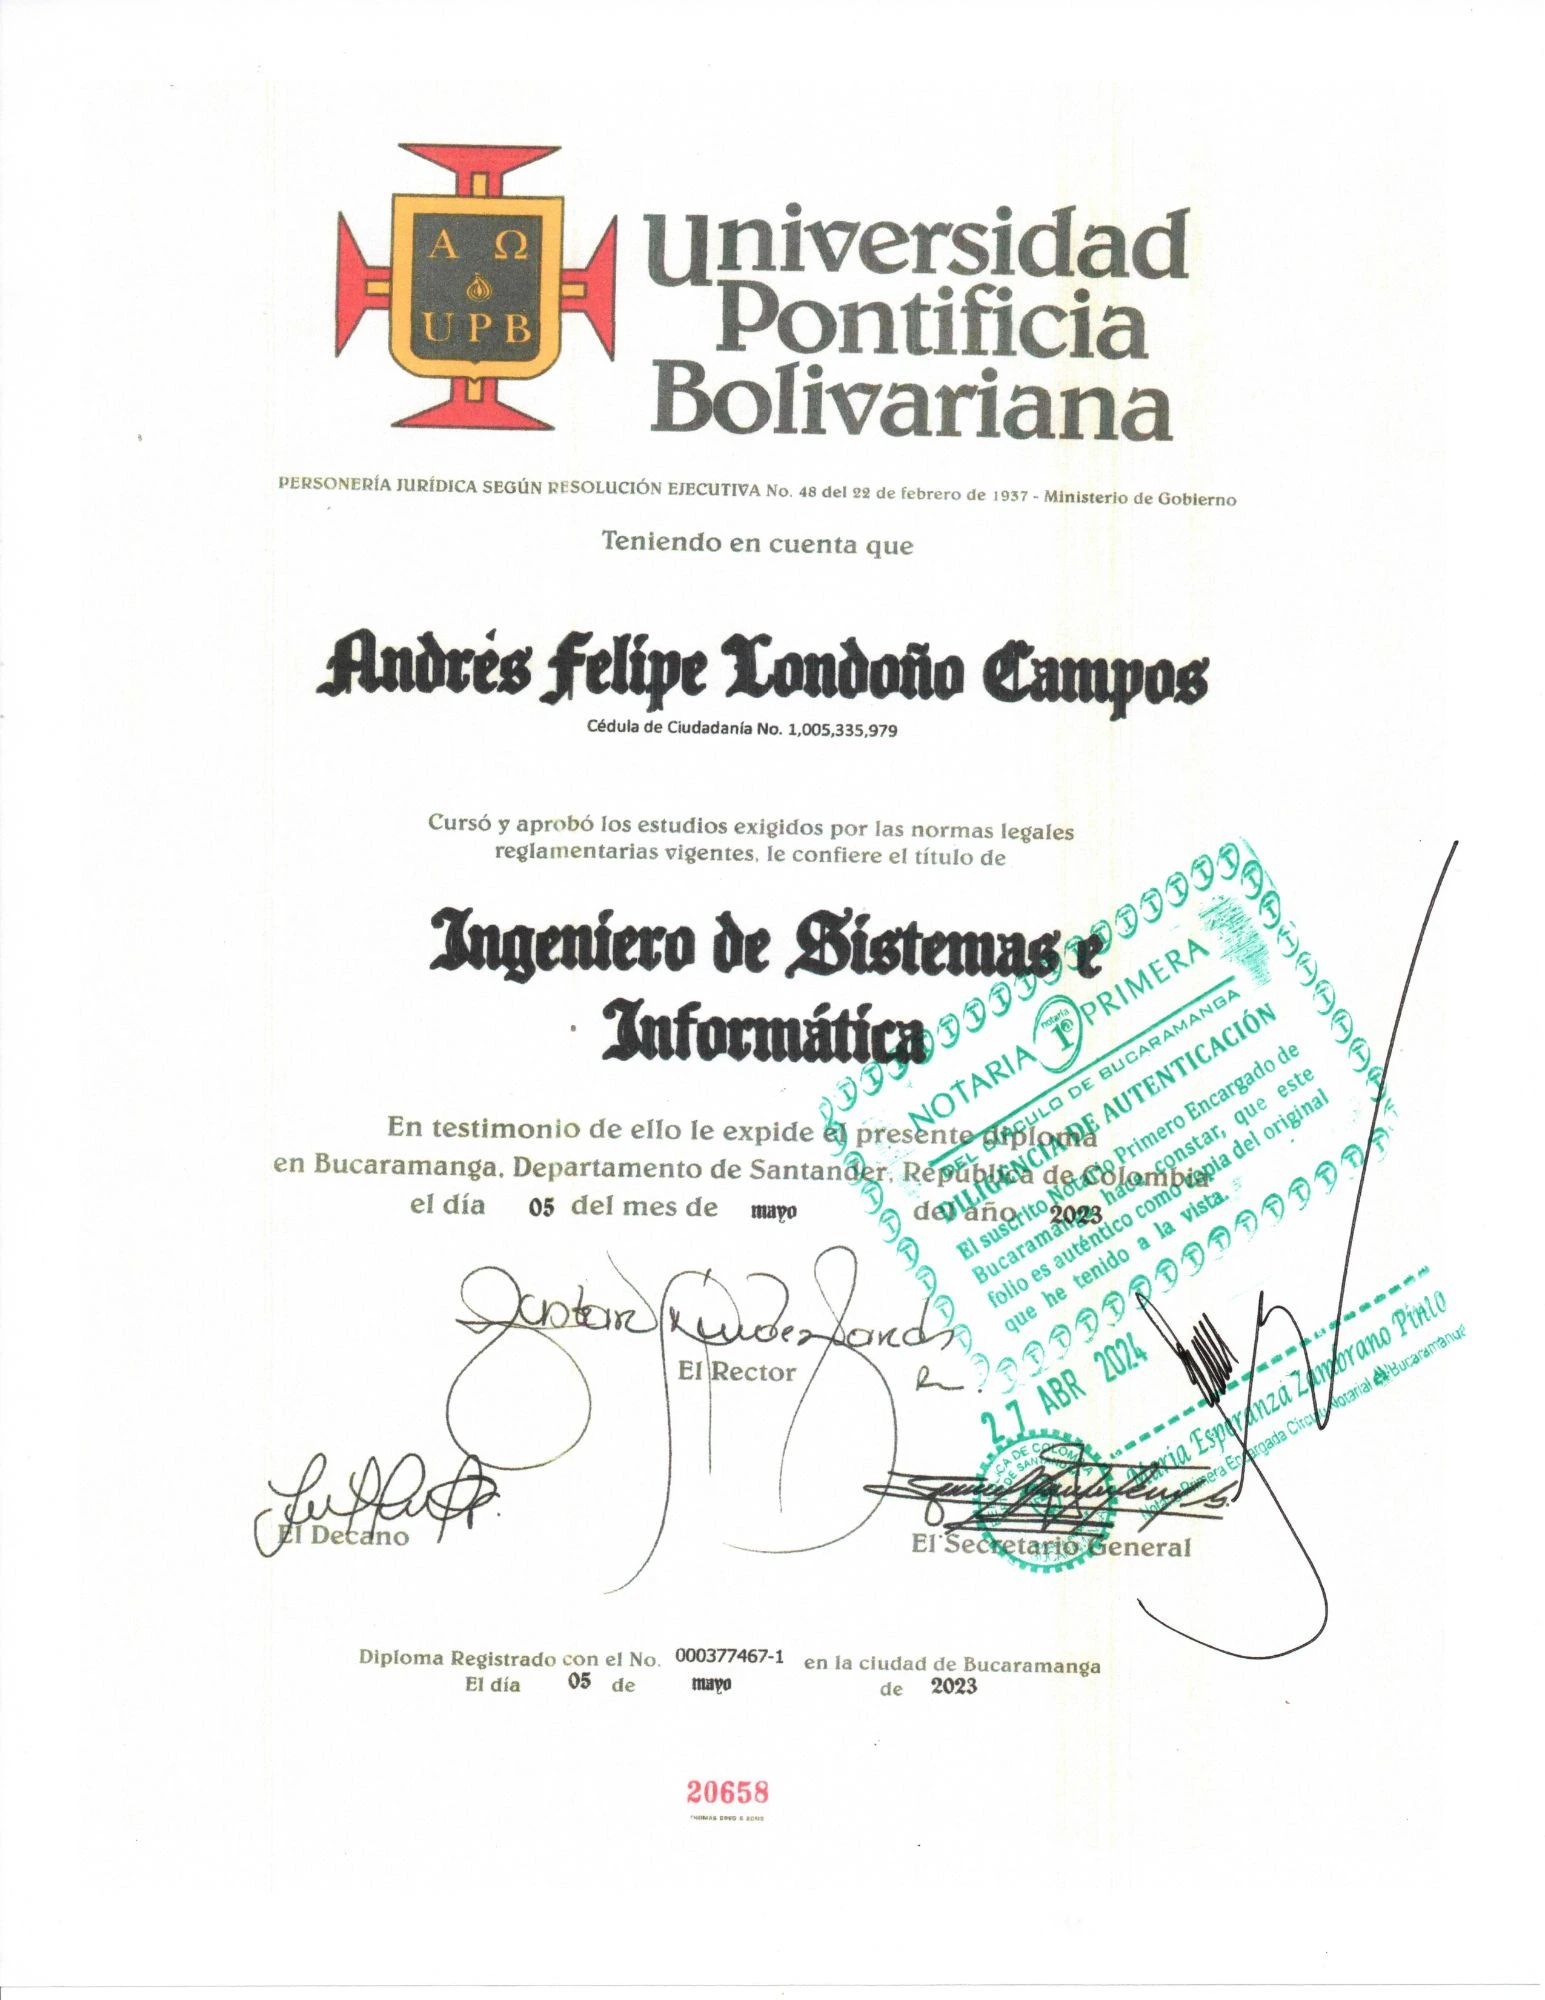 Α Ω
UPB
Universidad
Pontificia
Bolivariana
PERSONERÍA JURÍDICA SEGÚN RESOLUCIÓN EJECUTIVA No. 48 del 22 de febrero de 1937 - Ministerio de Gobierno
Teniendo en cuenta que
Andrés Felipe Londoño Campos
Cédula de Ciudadanía No. 1,005,335,979
Cursó y aprobó los estudios exigidos por las normas legales
reglamentarias vigentes, le confiere el título de
Ingeniero de Sistemas e
Informática
En testimonio de ello le expide el presente diploma
en Bucaramanga, Departamento de Santander, República de Colombia
el día 05 del mes de mayo del año 2023
NOTARIA notaria 1a PRIMERA
DEL CÍRCULO DE BUCARAMANGA
DILIGENCIA DE AUTENTICACIÓN
El suscrito Notario Primero Encargado de
Bucaramanga hace constar, que este
folio es auténtico como copia del original
que he tenido a la vista.
27 ABR 2024
María Esperanza Zambrano Pinto
Notaria Primera Encargada Círculo Notarial de Bucaramanga
El Rector
El Decano
El Secretario General
Diploma Registrado con el No. 000377467-1 en la ciudad de Bucaramanga
El día 05 de mayo de 2023
20658